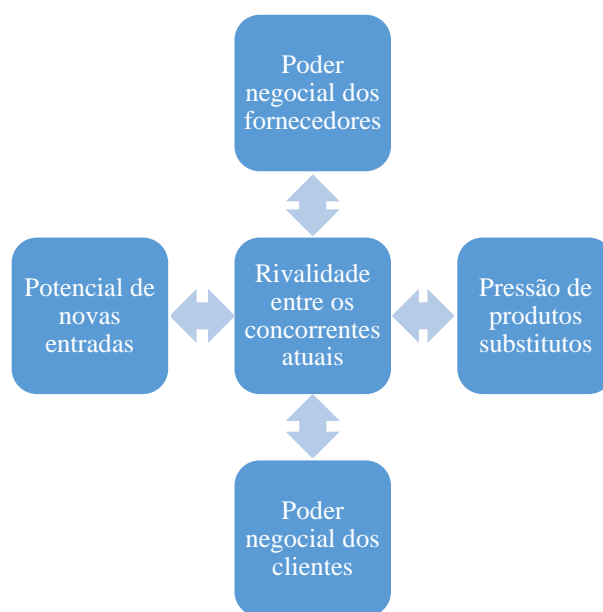 Poder
negocial dos
fornecedores
Potencial de
novas
entradas
Rivalidade
entre os
concorrentes
atuais
Pressão de
produtos
substitutos
Poder
negocial dos
clientes